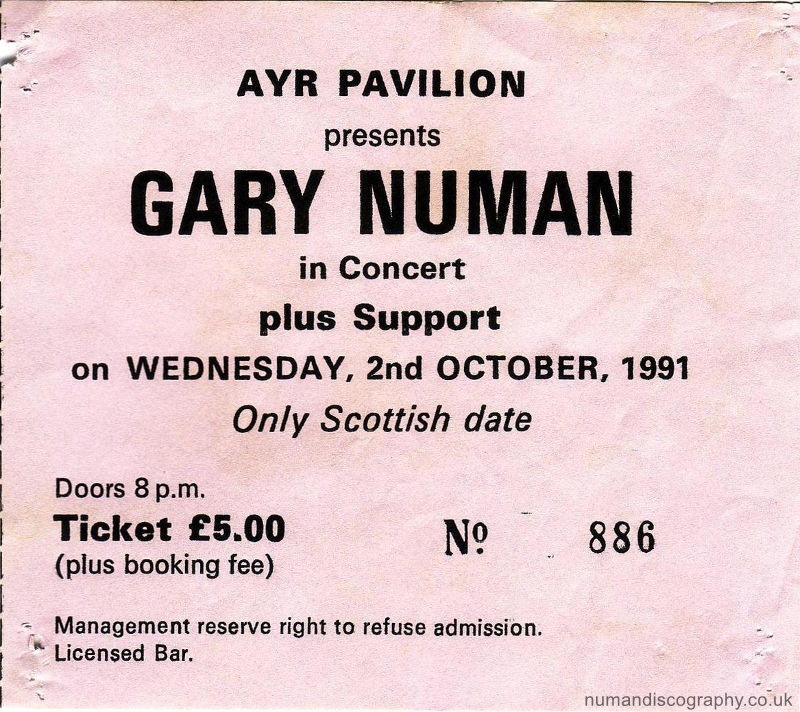 AYR PAVILION
presents
GARY NUMAN
in Concert
plus Support
on WEDNESDAY, 2nd OCTOBER, 1991
Only Scottish date
Doors 8 p.m.
Ticket £5.00
(plus booking fee)
Nº 886
Management reserve right to refuse admission.
Licensed Bar.
numandiscography.co.uk